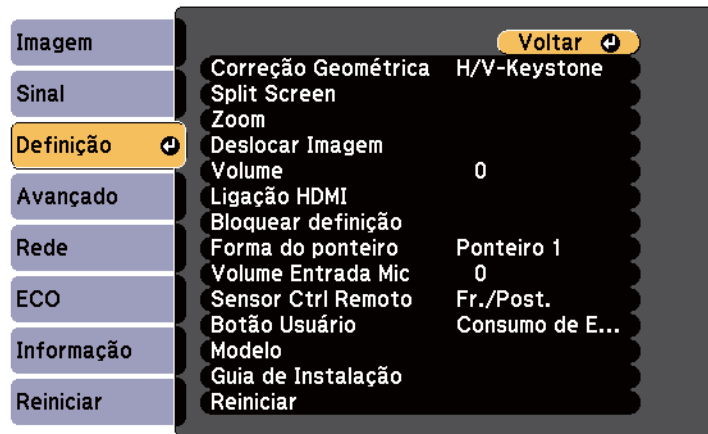 Imagem
Sinal
Definição
Avançado
Rede
ECO
Informação
Reiniciar
Voltar
Correção Geométrica H/V-Keystone
Split Screen
Zoom
Deslocar Imagem
Volume 0
Ligação HDMI
Bloquear definição
Forma do ponteiro Ponteiro 1
Volume Entrada Mic 0
Sensor Ctrl Remoto Fr./Post.
Botão Usuário Consumo de E...
Modelo
Guia de Instalação
Reiniciar